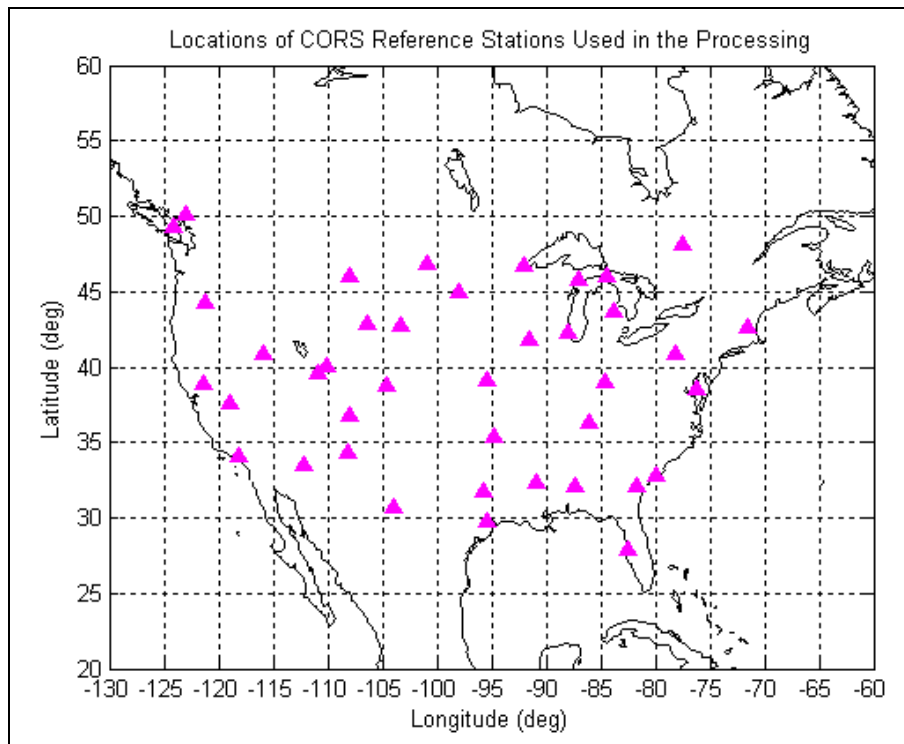 Locations of CORS Reference Stations Used in the Processing
60
55
50
45
40
35
30
25
20
Latitude (deg)
-130 -125 -120 -115 -110 -105 -100 -95 -90 -85 -80 -75 -70 -65 -60
Longitude (deg)